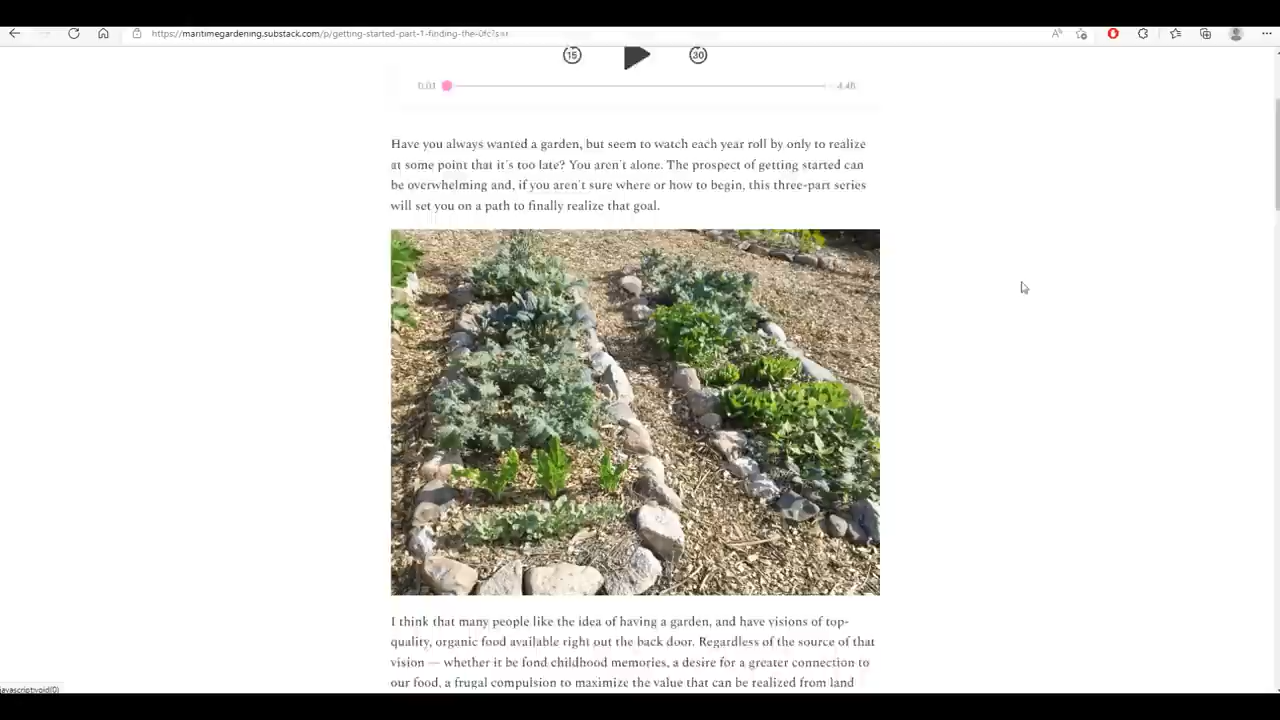 https://maritimegardening.substack.com/p/getting-started-part-1-finding-the-
15
30
0:01
-4:46
Have you always wanted a garden, but seem to watch each year roll by only to realize
at some point that it's too late? You aren't alone. The prospect of getting started can
be overwhelming and, if you aren't sure where or how to begin, this three-part series
will set you on a path to finally realize that goal.
I think that many people like the idea of having a garden, and have visions of top-
quality, organic food available right out the back door. Regardless of the source of that
vision — whether it be fond childhood memories, a desire for a greater connection to
our food, a frugal compulsion to maximize the value that can be realized from land
javascript:void(0)